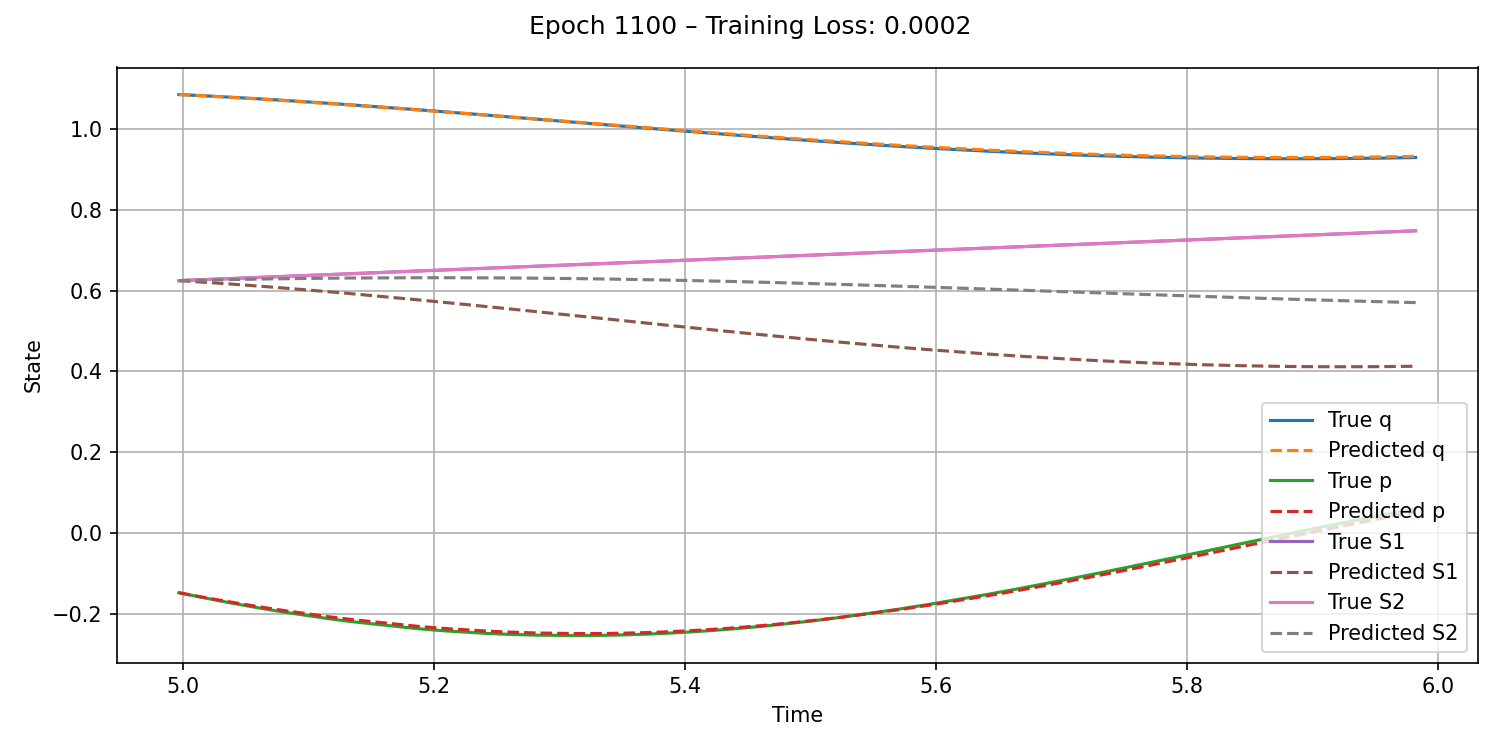 Epoch 1100 – Training Loss: 0.0002
State
1.0
0.8
0.6
0.4
0.2
0.0
−0.2
True q
Predicted q
True p
Predicted p
True S1
Predicted S1
True S2
Predicted S2
5.0 5.2 5.4 5.6 5.8 6.0
Time